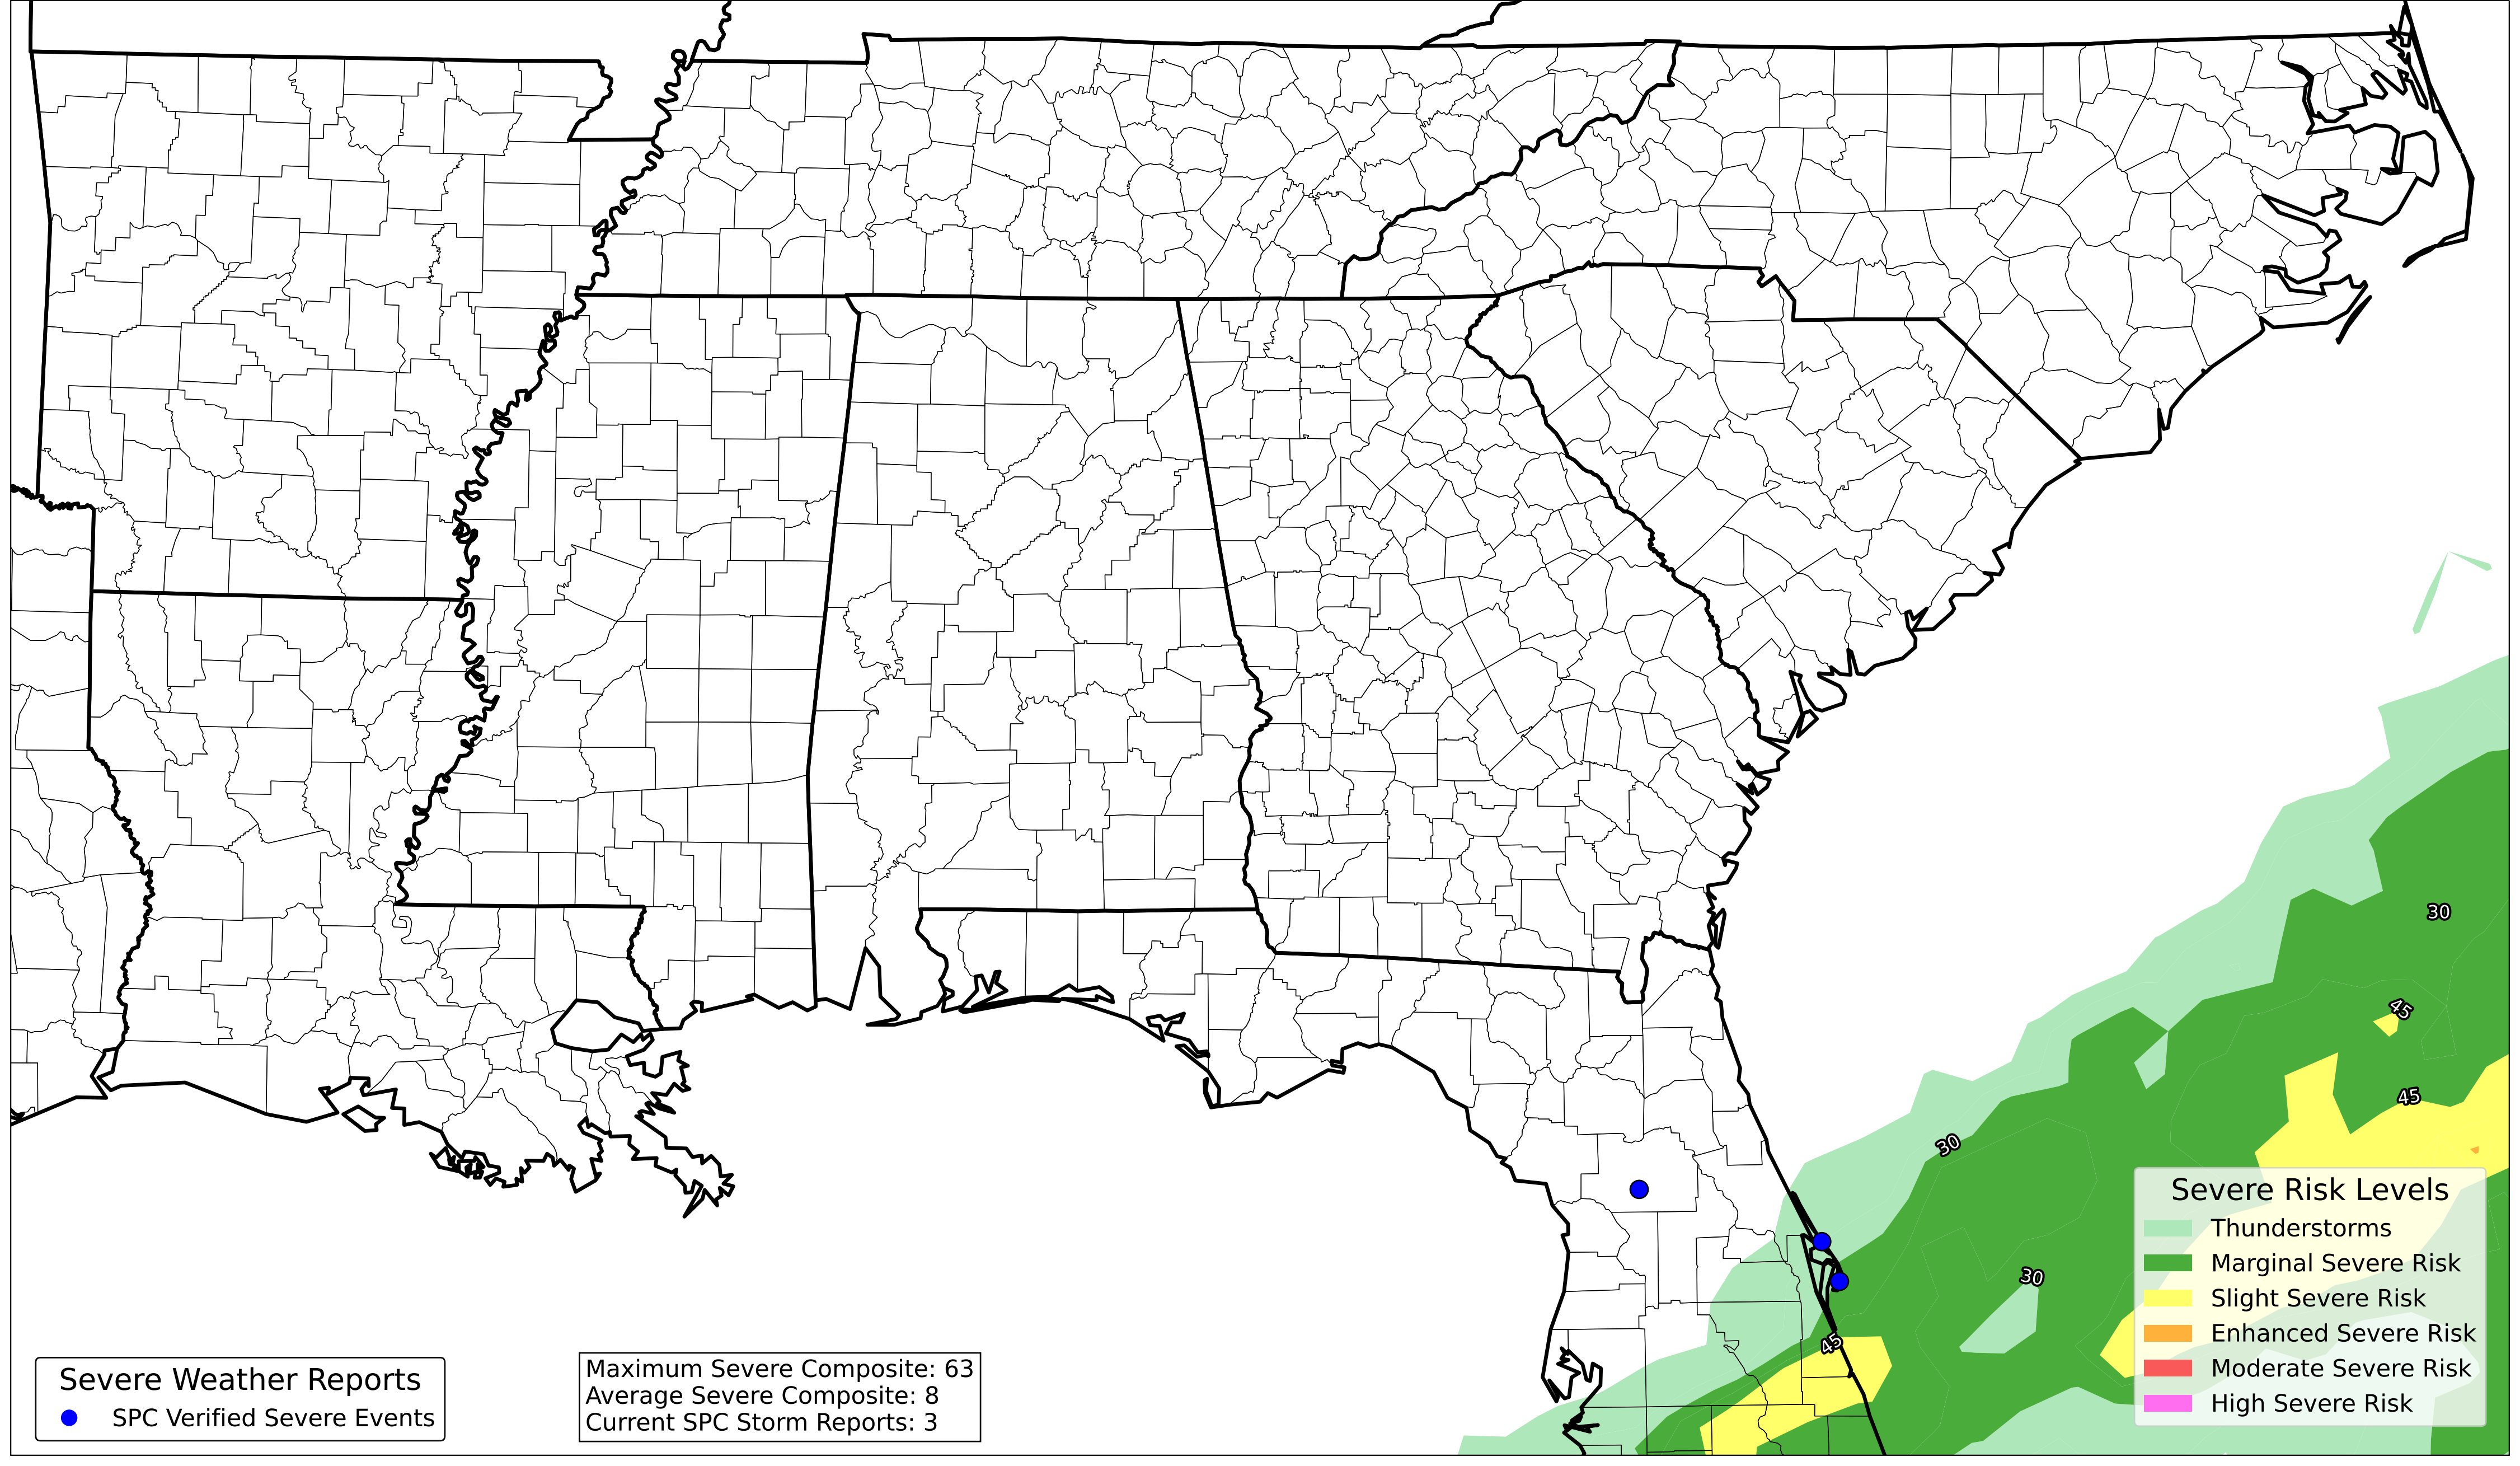 30
45
45
30
30
45
Severe Risk Levels
Thunderstorms
Marginal Severe Risk
Slight Severe Risk
Enhanced Severe Risk
Moderate Severe Risk
High Severe Risk
Severe Weather Reports
SPC Verified Severe Events
Maximum Severe Composite: 63
Average Severe Composite: 8
Current SPC Storm Reports: 3